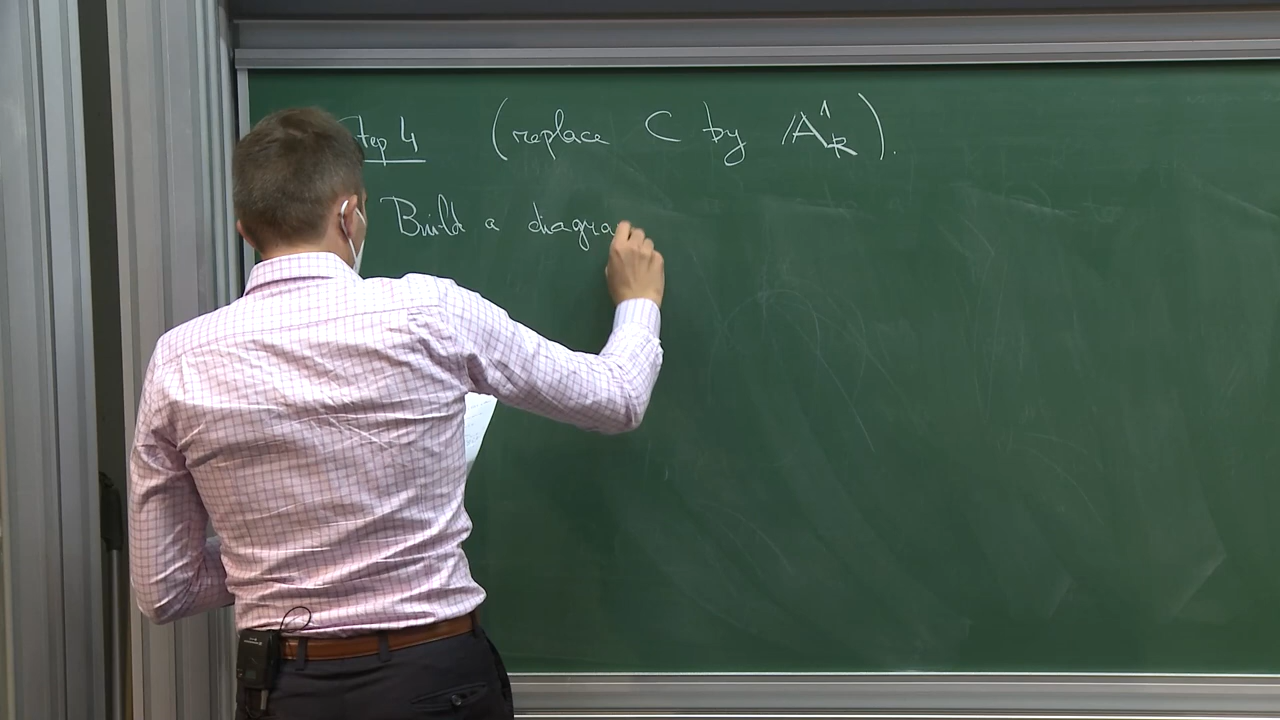 Step 4 (replace C by 𝔸¹_R).
Build a diagra